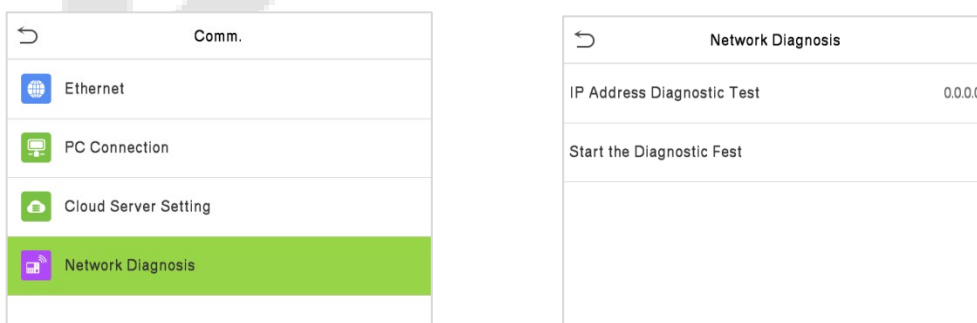 Comm.
Ethernet
PC Connection
Cloud Server Setting
Network Diagnosis
Network Diagnosis
IP Address Diagnostic Test 0.0.0.0
Start the Diagnostic Fest